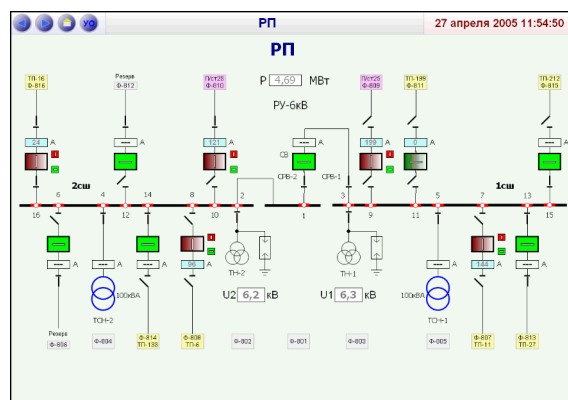 УО
РП
27 апреля 2005 11:54:50
РП
ТП-16
Ф-816
Резерв
Ф-812
П/ст25
Ф-810
P 4,69 МВт
РУ-6кВ
П/ст25
Ф-809
ТП-199
Ф-811
ТП-212
Ф-815
24 А
--- А
121 А
--- А
199 А
0 А
--- А
СВ
СРВ-2
СРВ-1
2сш
1сш
6
4
14
8
2
3
5
7
13
16
12
10
1
9
11
15
--- А
--- А
--- А
96 А
ТН-2
ТН-1
--- А
144 А
--- А
100кВА
ТСН-2
U2 6,2 кВ
U1 6,3 кВ
100кВА
ТСН-1
Резерв
Ф-806
Ф-804
Ф-814
ТП-133
Ф-808
ТП-6
Ф-802
Ф-801
Ф-803
Ф-805
Ф-807
ТП-11
Ф-813
ТП-27